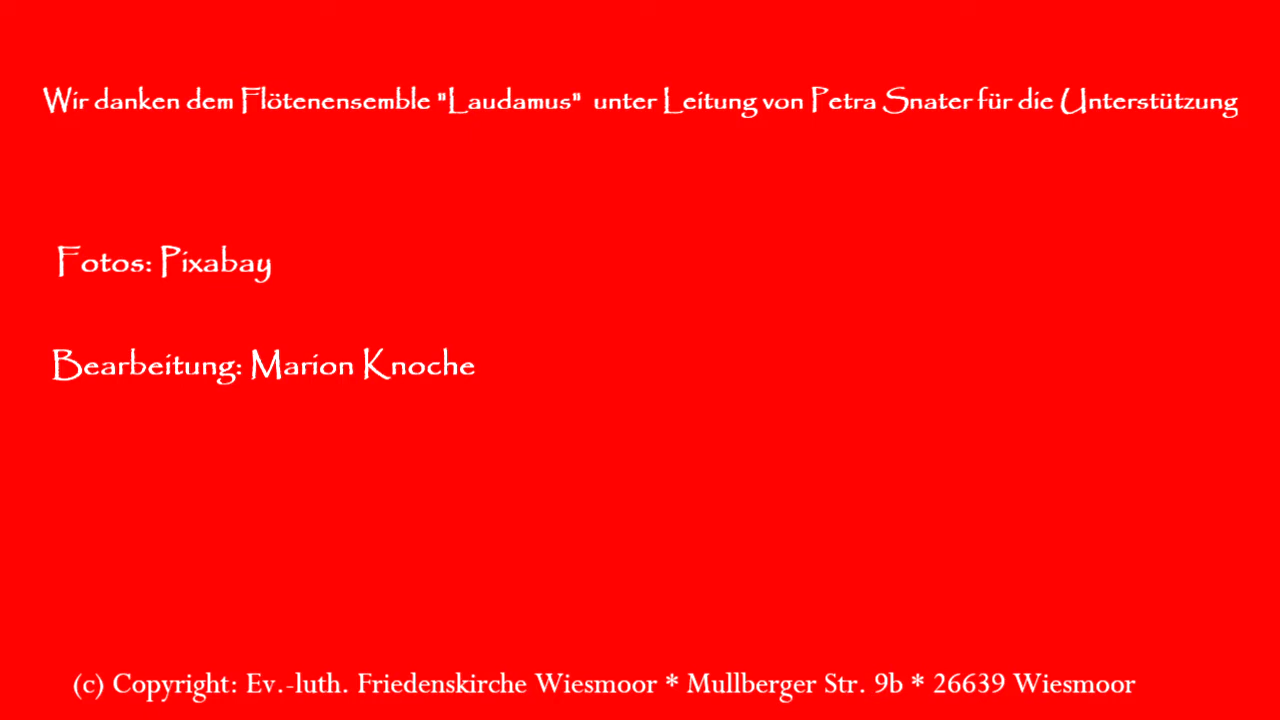 Wir danken dem Flötenensemble "Laudamus" unter Leitung von Petra Snater für die Unterstützung
Fotos: Pixabay
Bearbeitung: Marion Knoche
(c) Copyright: Ev.-luth. Friedenskirche Wiesmoor * Mullberger Str. 9b * 26639 Wiesmoor